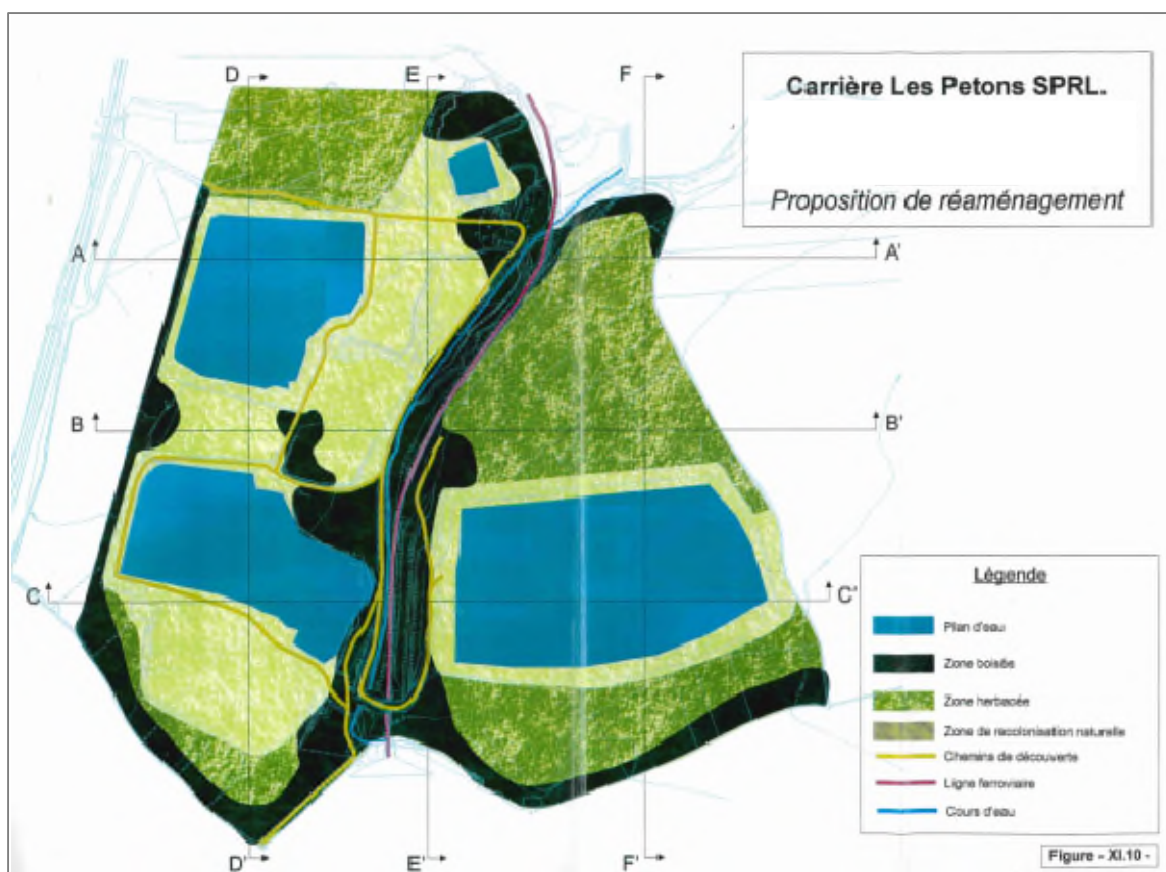 Carrière Les Petons SPRL.
Proposition de réaménagement
D
E
F
A
A'
B
B'
C
C'
Légende
Plan d'eau
Zone boisée
Zone herbacée
Zone de recolonisation naturelle
Chemins de découverte
Ligne ferroviaire
Cours d'eau
D'
E'
F'
Figure - XI.10 -